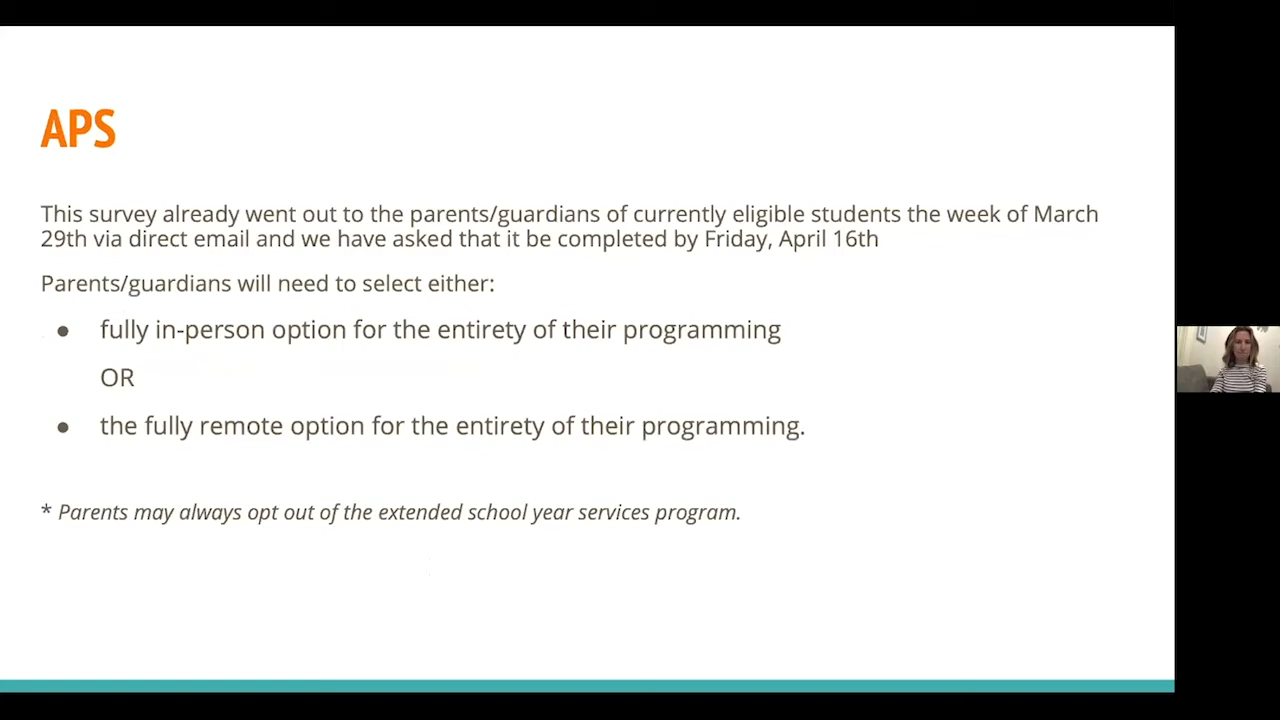 APS
This survey already went out to the parents/guardians of currently eligible students the week of March
29th via direct email and we have asked that it be completed by Friday, April 16th
Parents/guardians will need to select either:
● fully in-person option for the entirety of their programming
OR
● the fully remote option for the entirety of their programming.
* Parents may always opt out of the extended school year services program.